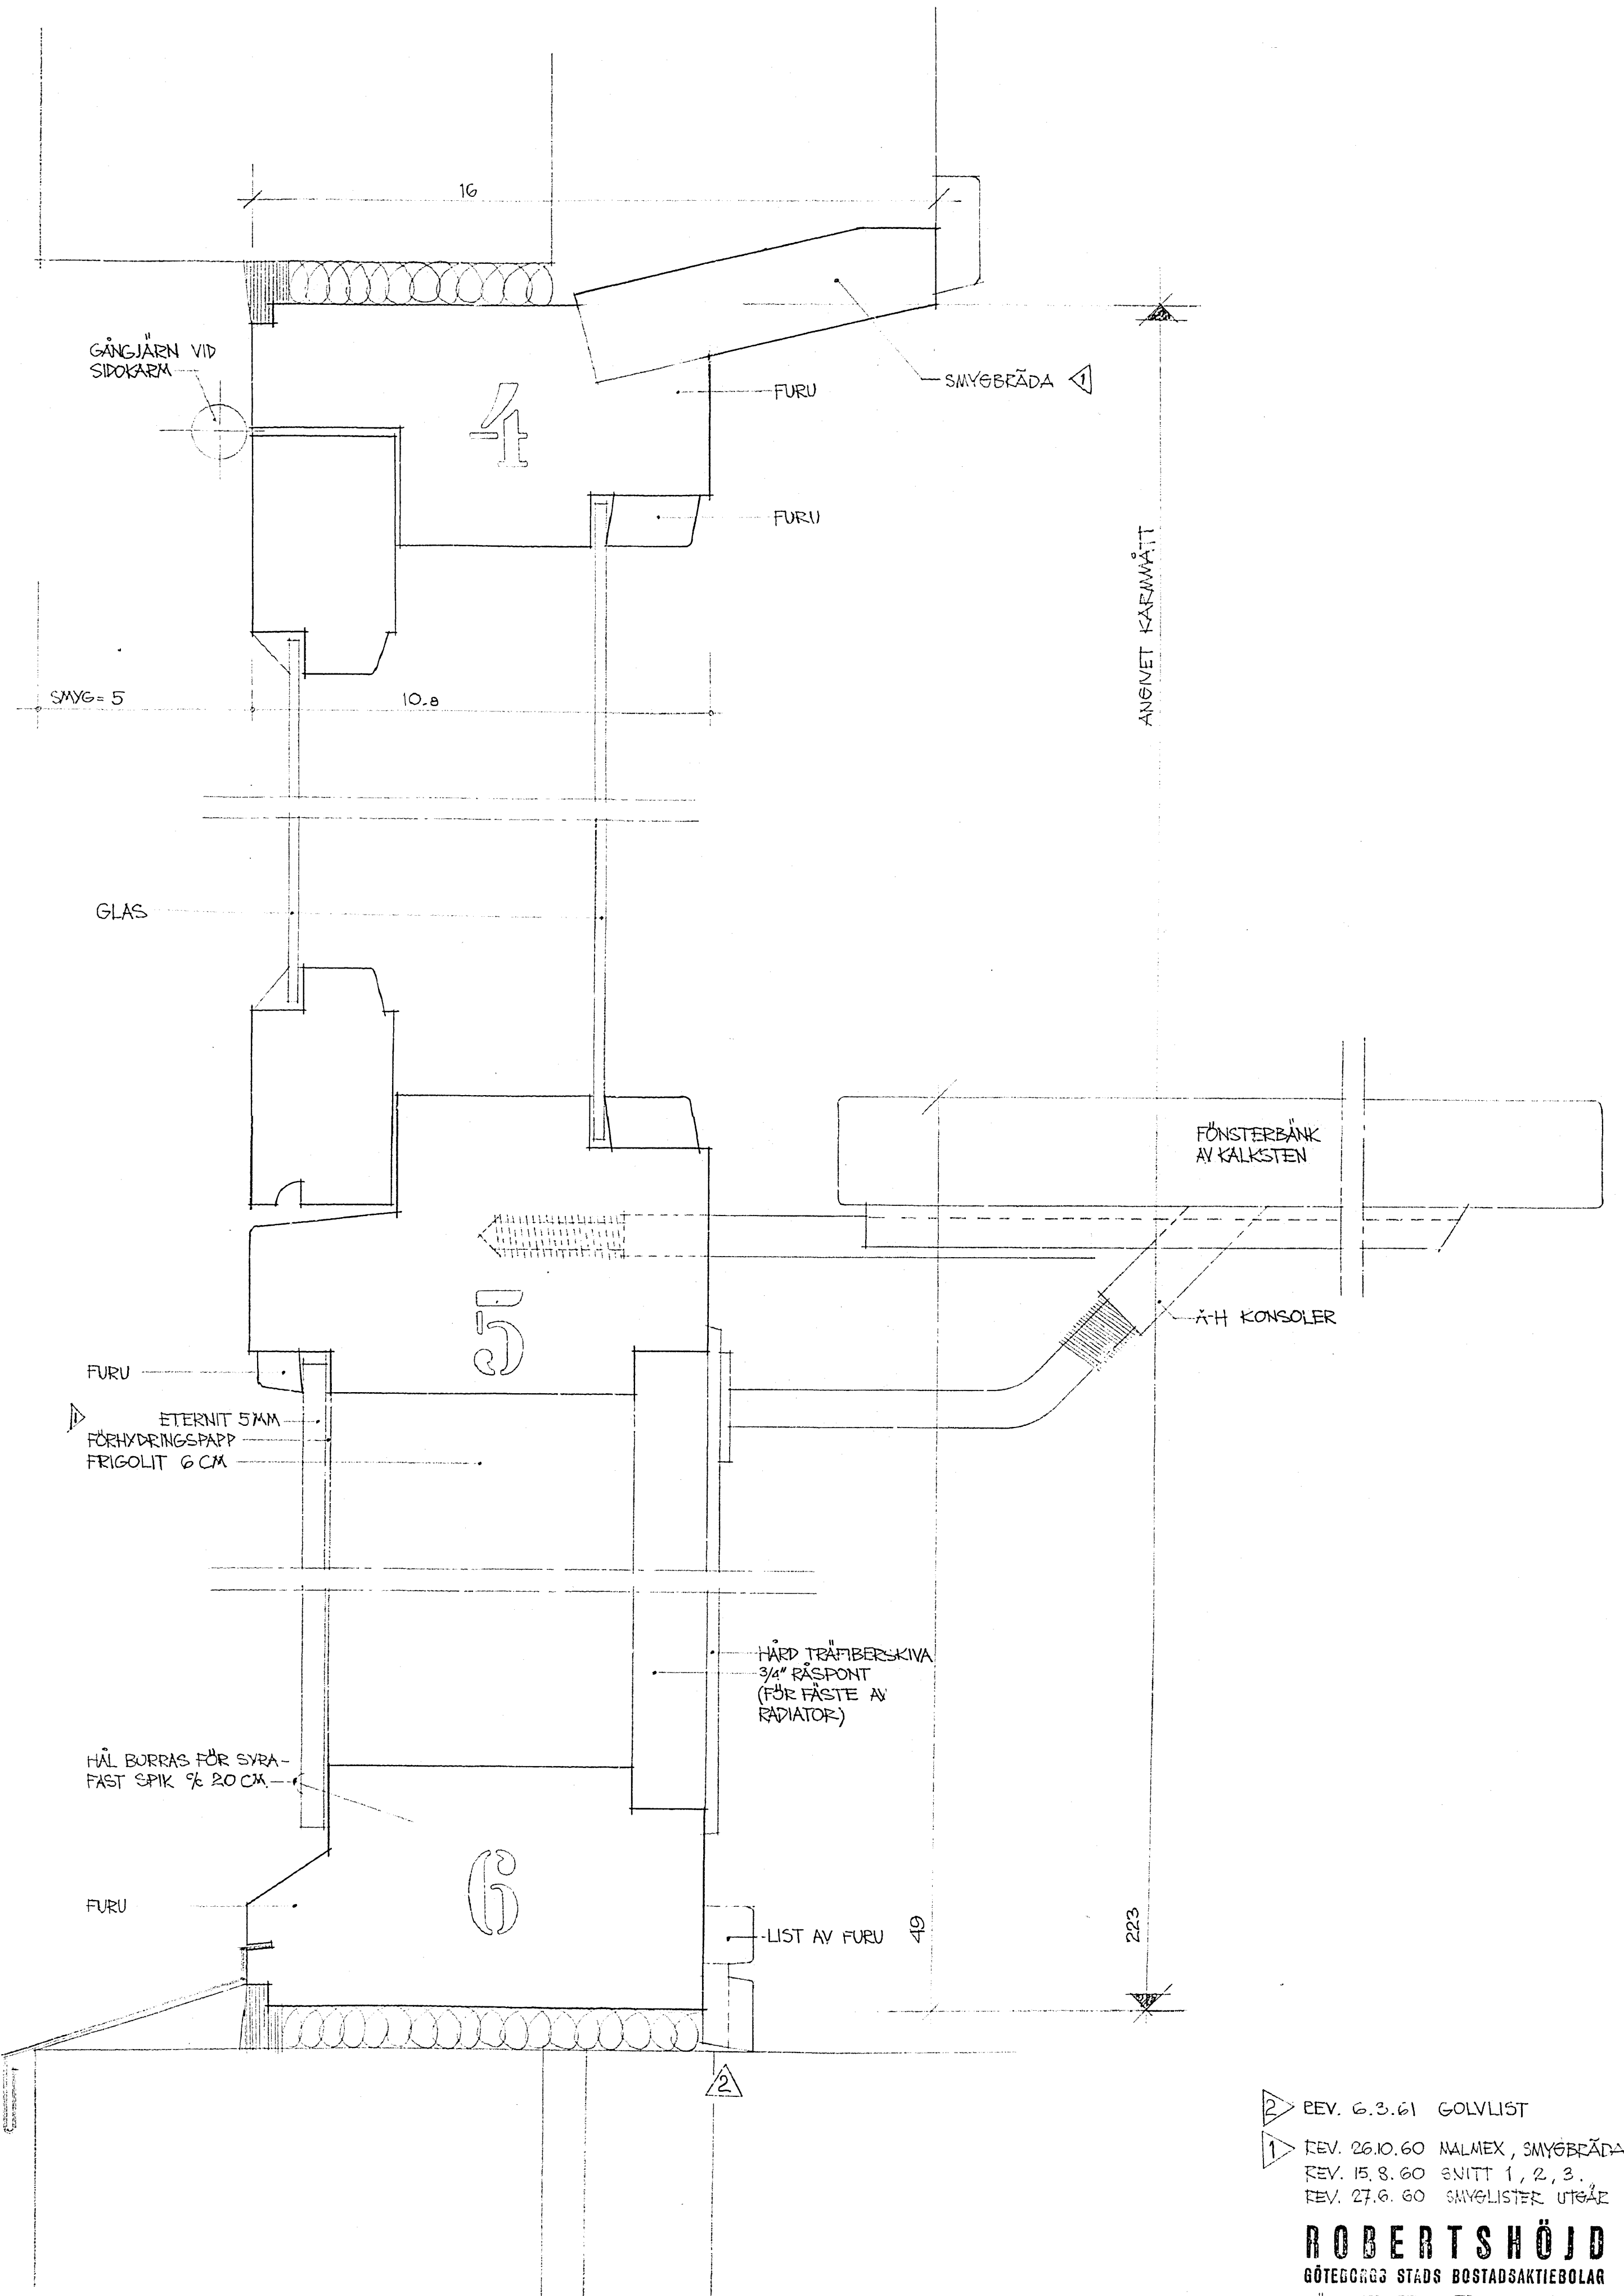 16
GÅNGJÄRN VID
SIDOKARM
4
FURU
SMYGBRÄDA 1
FURU
ANGIVET KARMMÅTT
SMYG= 5
10.8
GLAS
FÖNSTERBÄNK
AV KALKSTEN
5
Ä-H KONSOLER
FURU
1
ETERNIT 5MM
FÖRHYDRINGSPAPP
FRIGOLIT 6 CM
HÅRD TRÄFIBERSKIVA
3/4" RÅSPONT
(FÖR FÄSTE AV
RADIATOR)
HÅL BORRAS FÖR SYRA-
FAST SPIK % 20 CM
6
FURU
LIST AV FURU
49
223
2
2 REV. 6.3.61 GOLVLIST
1 REV. 26.10.60 MALMEX, SMYGBRÄDA
REV. 15.8.60 SNITT 1, 2, 3.
REV. 27.6.60 SMYGLISTER UTGÅR
ROBERTSHÖJD
GÖTEBORGS STADS BOSTADSAKTIEBOLAG